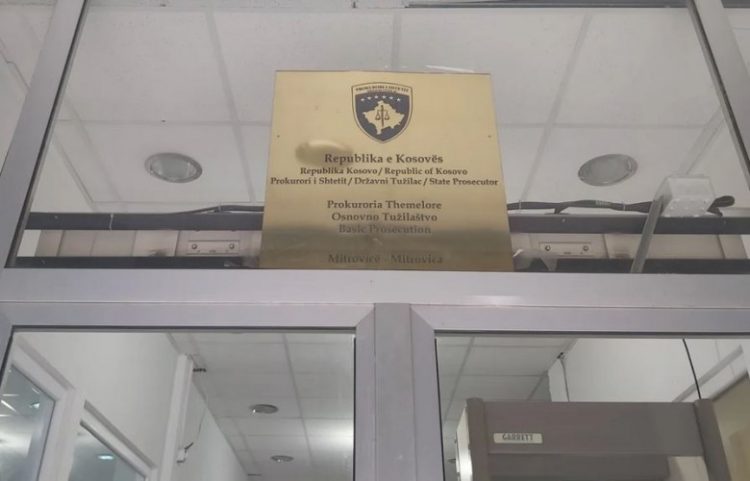 Republika e Kosovës
Republika Kosovo / Republic of Kosovo
Prokurori i Shtetit / Državni Tužilac / State Prosecutor
Prokuroria Themelore
Osnovno Tužilaštvo
Basic Prosecution
Mitrovicë - Mitrovica
GARRETT